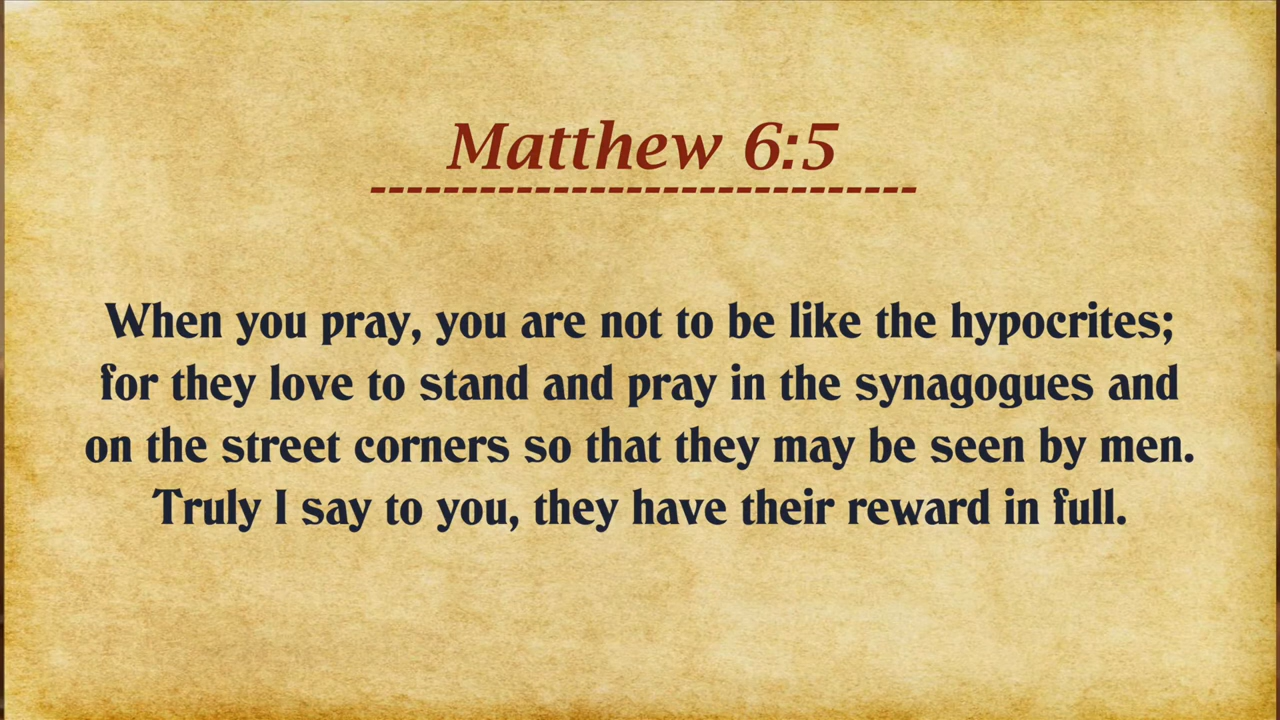 Matthew 6:5
------------------------------
When you pray, you are not to be like the hypocrites;
for they love to stand and pray in the synagogues and
on the street corners so that they may be seen by men.
Truly I say to you, they have their reward in full.